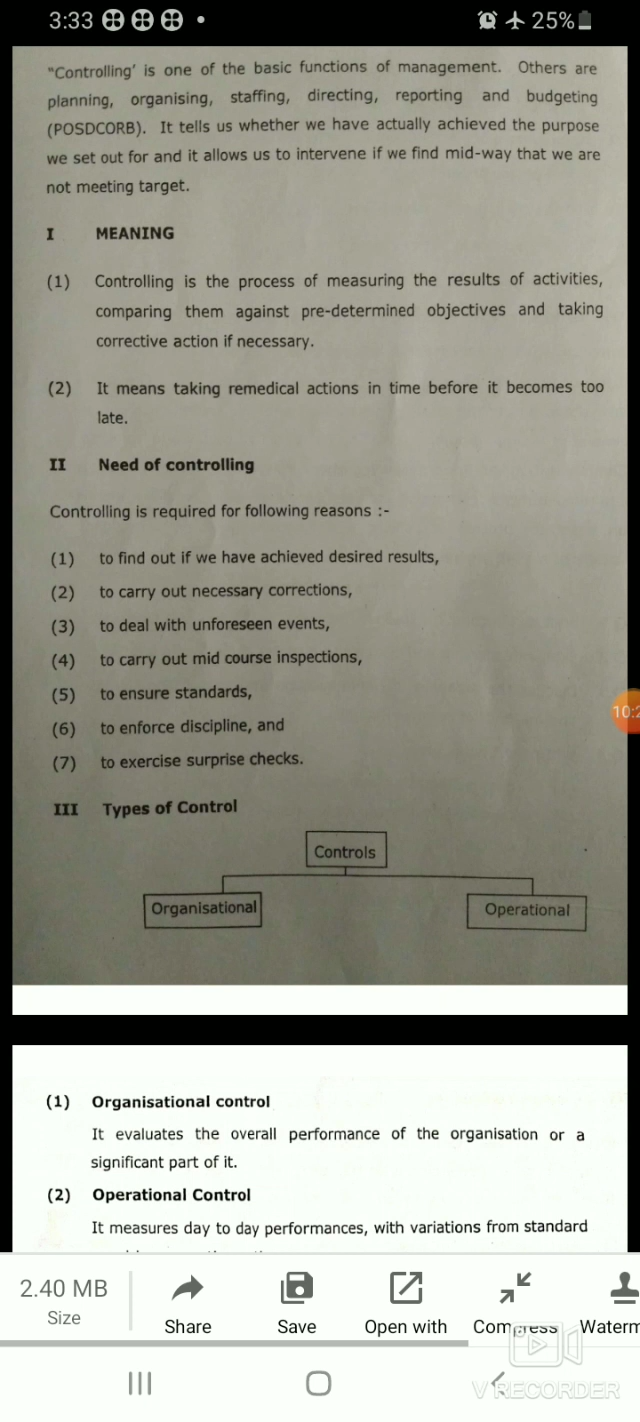 3:33
25%
"Controlling' is one of the basic functions of management. Others are
planning, organising, staffing, directing, reporting and budgeting
(POSDCORB). It tells us whether we have actually achieved the purpose
we set out for and it allows us to intervene if we find mid-way that we are
not meeting target.
I MEANING
(1) Controlling is the process of measuring the results of activities,
comparing them against pre-determined objectives and taking
corrective action if necessary.
(2) It means taking remedical actions in time before it becomes too
late.
II Need of controlling
Controlling is required for following reasons :-
(1) to find out if we have achieved desired results,
(2) to carry out necessary corrections,
(3) to deal with unforeseen events,
(4) to carry out mid course inspections,
(5) to ensure standards,
(6) to enforce discipline, and
(7) to exercise surprise checks.
III Types of Control
Controls
Organisational Operational
(1) Organisational control
It evaluates the overall performance of the organisation or a
significant part of it.
(2) Operational Control
It measures day to day performances, with variations from standard
2.40 MB
Size
Share Save Open with Compress
V RECORDER